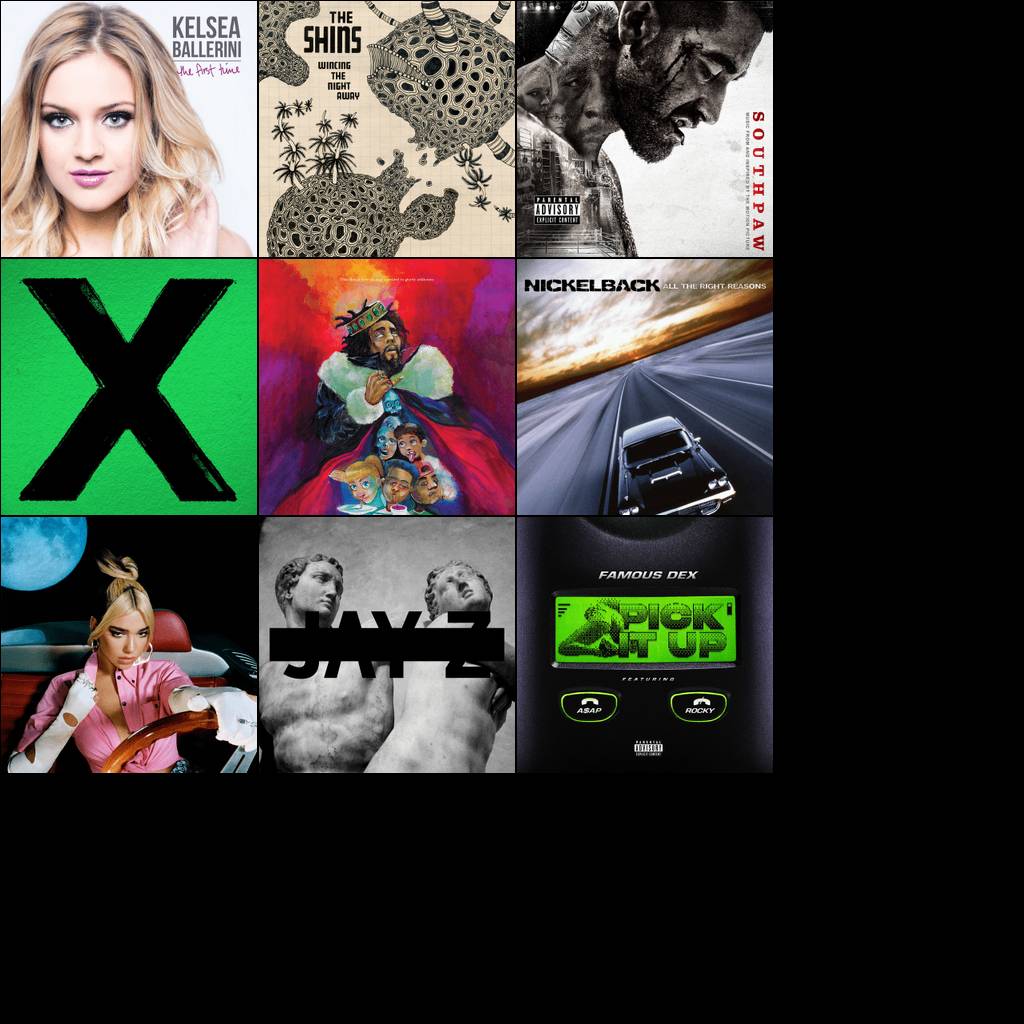 KELSEA
BALLERINI
the first time
THE
SHINS
WINCING
THE
NIGHT
AWAY
SOUTHPAW
MUSIC FROM AND INSPIRED BY THE MOTION PICTURE
PARENTAL
ADVISORY
EXPLICIT CONTENT
X
NICKELBACK ALL THE RIGHT REASONS
JAY Z
FAMOUS DEX
PICK
IT UP
FEATURING
A$AP
ROCKY
PARENTAL
ADVISORY
EXPLICIT CONTENT